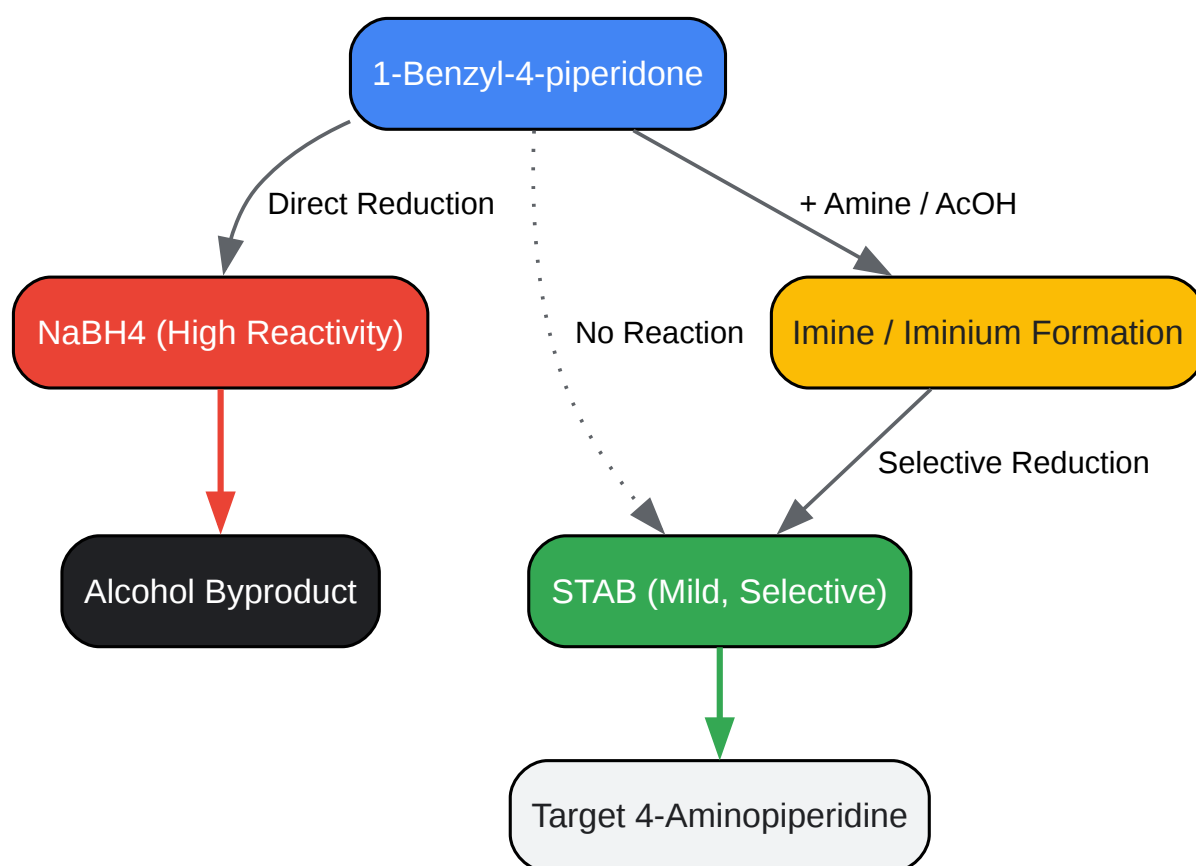 1-Benzyl-4-piperidone
Direct Reduction
+ Amine / AcOH
NaBH4 (High Reactivity)
No Reaction
Imine / Iminium Formation
Selective Reduction
Alcohol Byproduct
STAB (Mild, Selective)
Target 4-Aminopiperidine